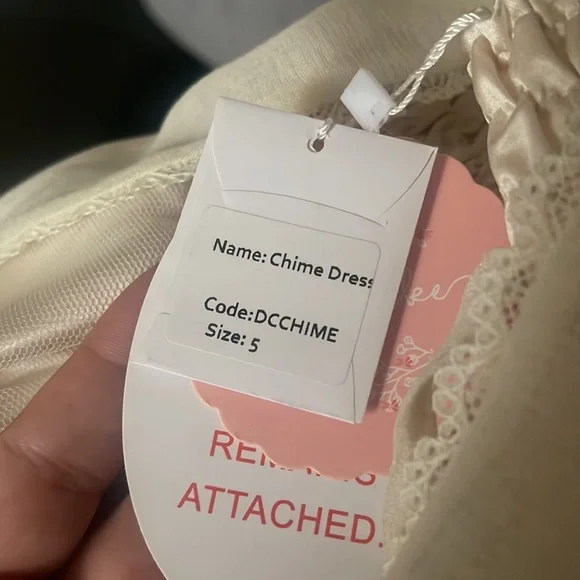 Name: Chime Dress
Code:DCCHIME
Size: 5
ATTACHED.